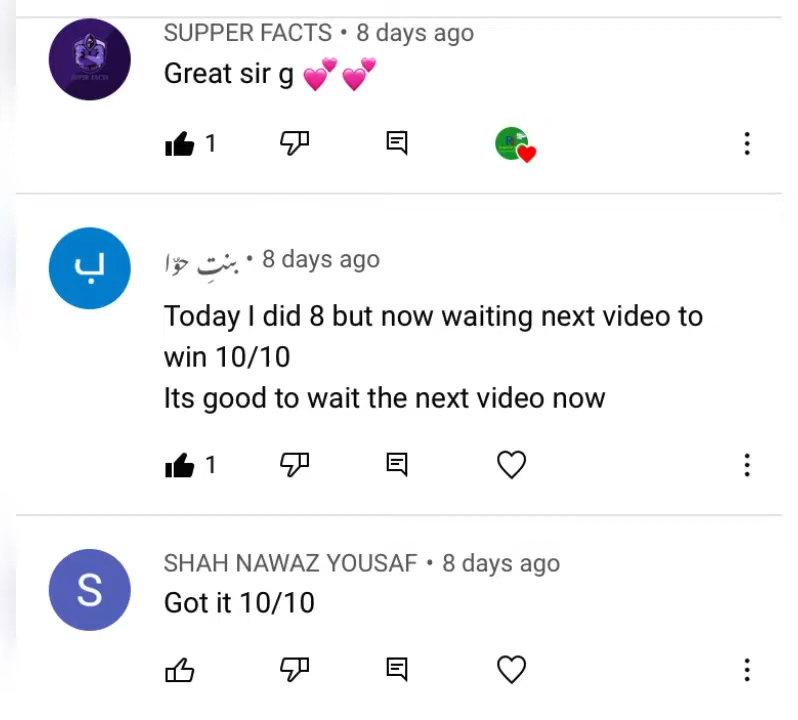 SUPPER FACTS • 8 days ago
Great sir g 💕 💕
1
ب
بنتِ حوّا • 8 days ago
Today I did 8 but now waiting next video to
win 10/10
Its good to wait the next video now
1
S
SHAH NAWAZ YOUSAF • 8 days ago
Got it 10/10